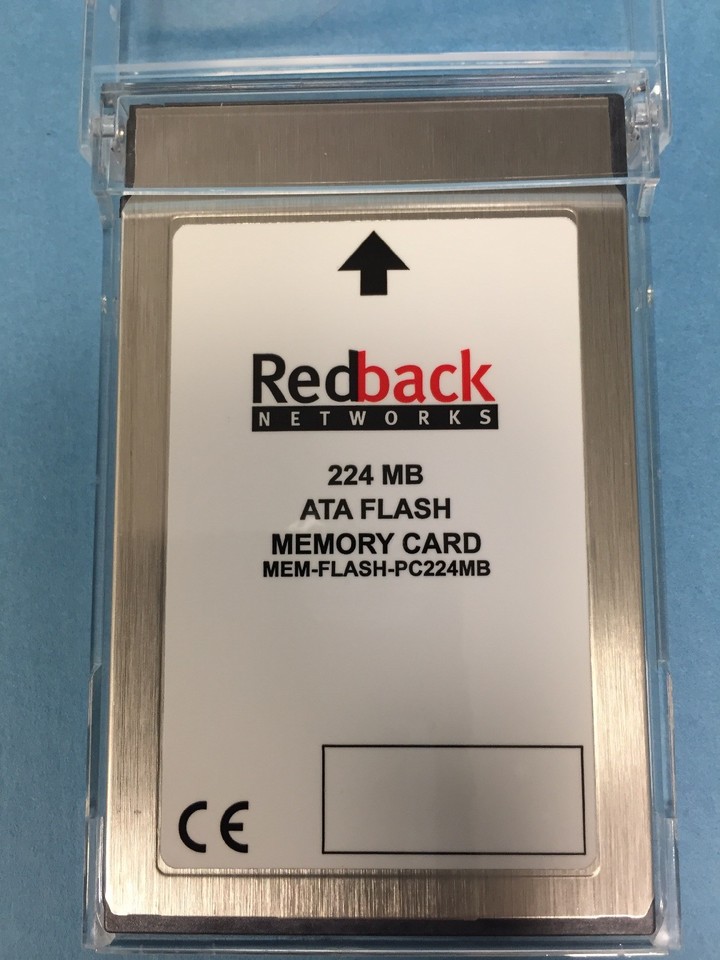 Redback
NETWORKS
224 MB
ATA FLASH
MEMORY CARD
MEM-FLASH-PC224MB
CE